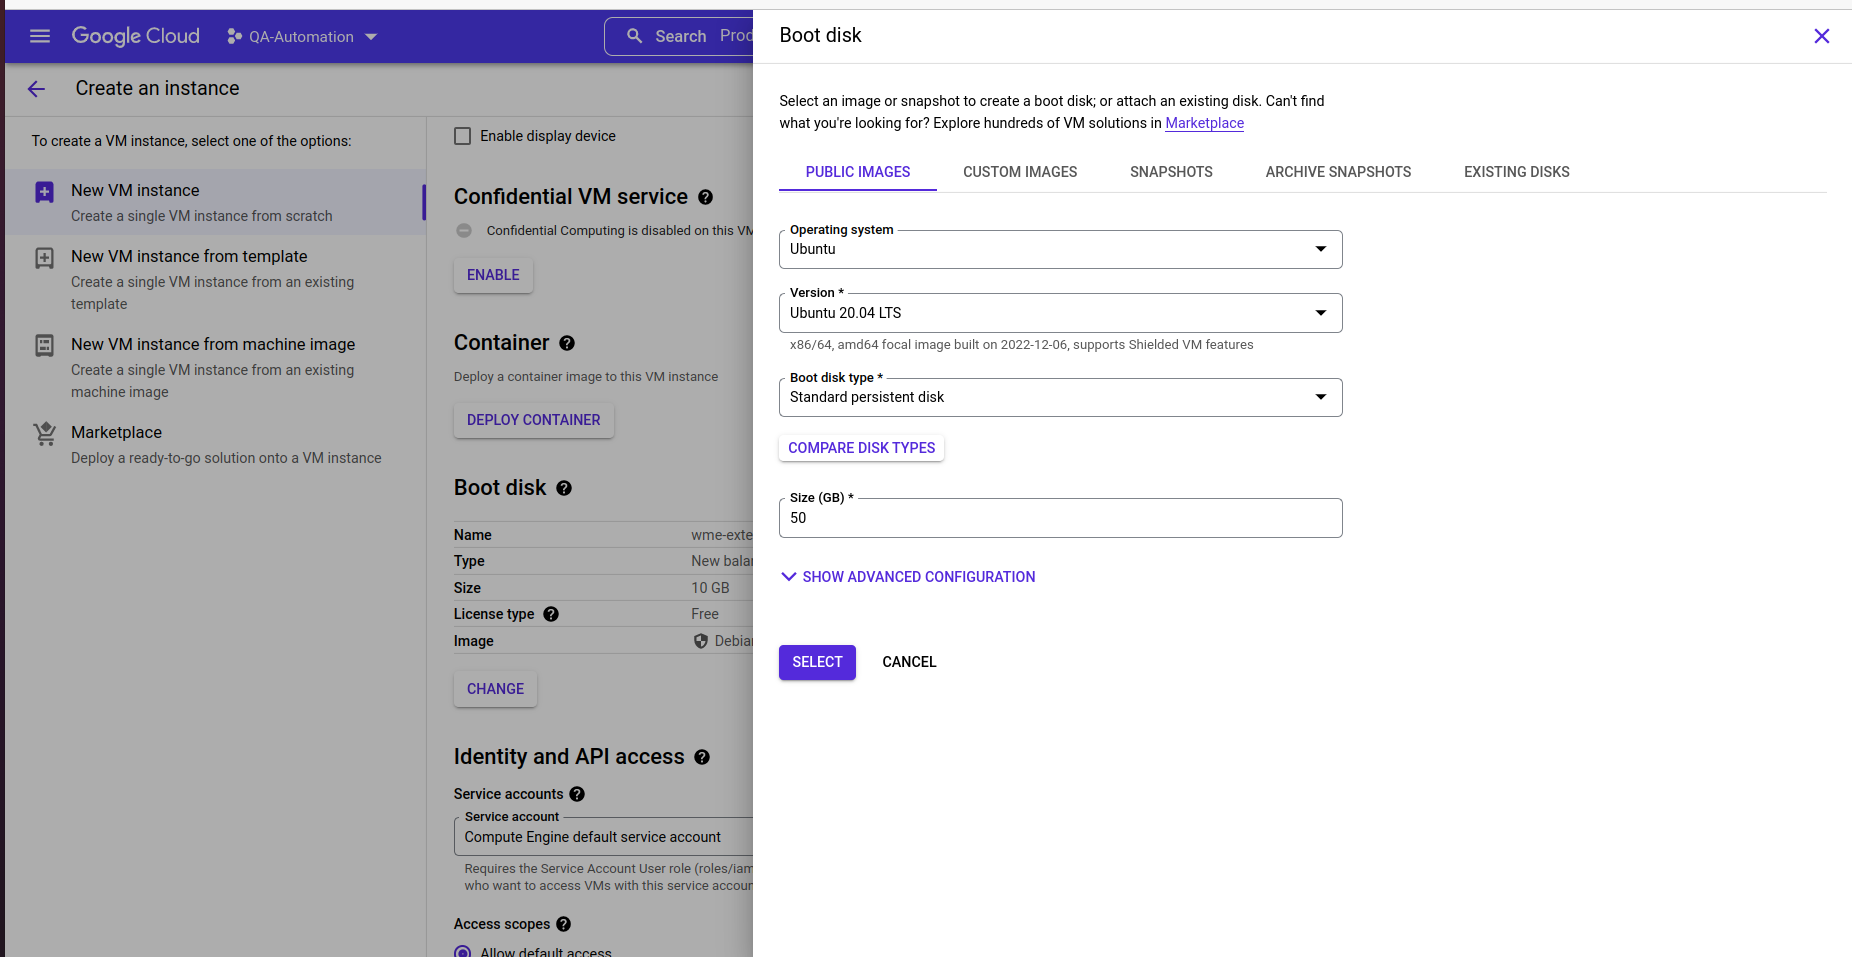 Google Cloud
QA-Automation
Search Prod
Create an instance
To create a VM instance, select one of the options:
New VM instance
Create a single VM instance from scratch
New VM instance from template
Create a single VM instance from an existing
template
New VM instance from machine image
Create a single VM instance from an existing
machine image
Marketplace
Deploy a ready-to-go solution onto a VM instance
Enable display device
Confidential VM service
Confidential Computing is disabled on this VM
ENABLE
Container
Deploy a container image to this VM instance
DEPLOY CONTAINER
Boot disk
Name wme-exte
Type New balan
Size 10 GB
License type Free
Image Debian
CHANGE
Identity and API access
Service accounts
Service account
Compute Engine default service account
Requires the Service Account User role (roles/iam
who want to access VMs with this service accoun
Access scopes
Allow default access
Boot disk
Select an image or snapshot to create a boot disk; or attach an existing disk. Can't find
what you're looking for? Explore hundreds of VM solutions in Marketplace
PUBLIC IMAGES CUSTOM IMAGES SNAPSHOTS ARCHIVE SNAPSHOTS EXISTING DISKS
Operating system
Ubuntu
Version *
Ubuntu 20.04 LTS
x86/64, amd64 focal image built on 2022-12-06, supports Shielded VM features
Boot disk type *
Standard persistent disk
COMPARE DISK TYPES
Size (GB) *
50
SHOW ADVANCED CONFIGURATION
SELECT CANCEL